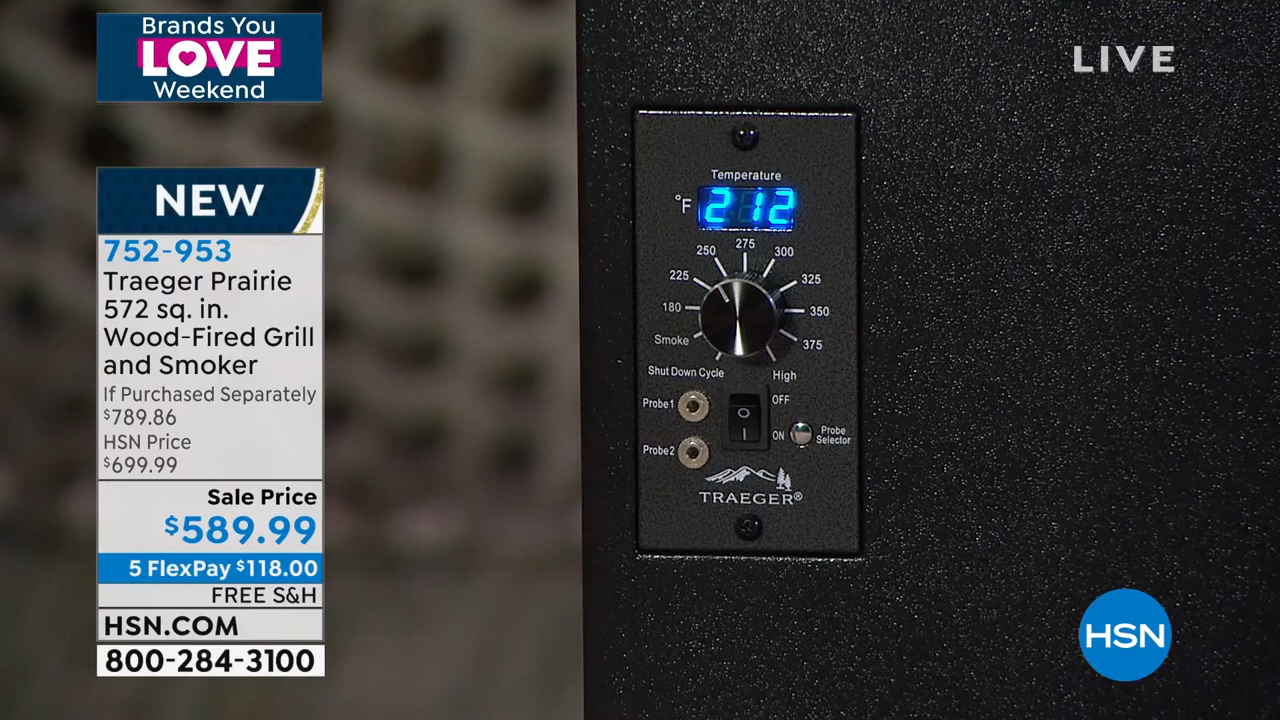 Brands You
LOVE
Weekend
LIVE
NEW
752-953
Traeger Prairie
572 sq. in.
Wood-Fired Grill
and Smoker
If Purchased Separately
$789.86
HSN Price
$699.99
Sale Price
$589.99
5 FlexPay $118.00
FREE S&H
HSN.COM
800-284-3100
Temperature
°F 212
275
250 300
225 325
180 350
Smoke 375
Shut Down Cycle High
OFF
Probe1
O
I
ON Probe
Selector
Probe2
TRAEGER®
HSN